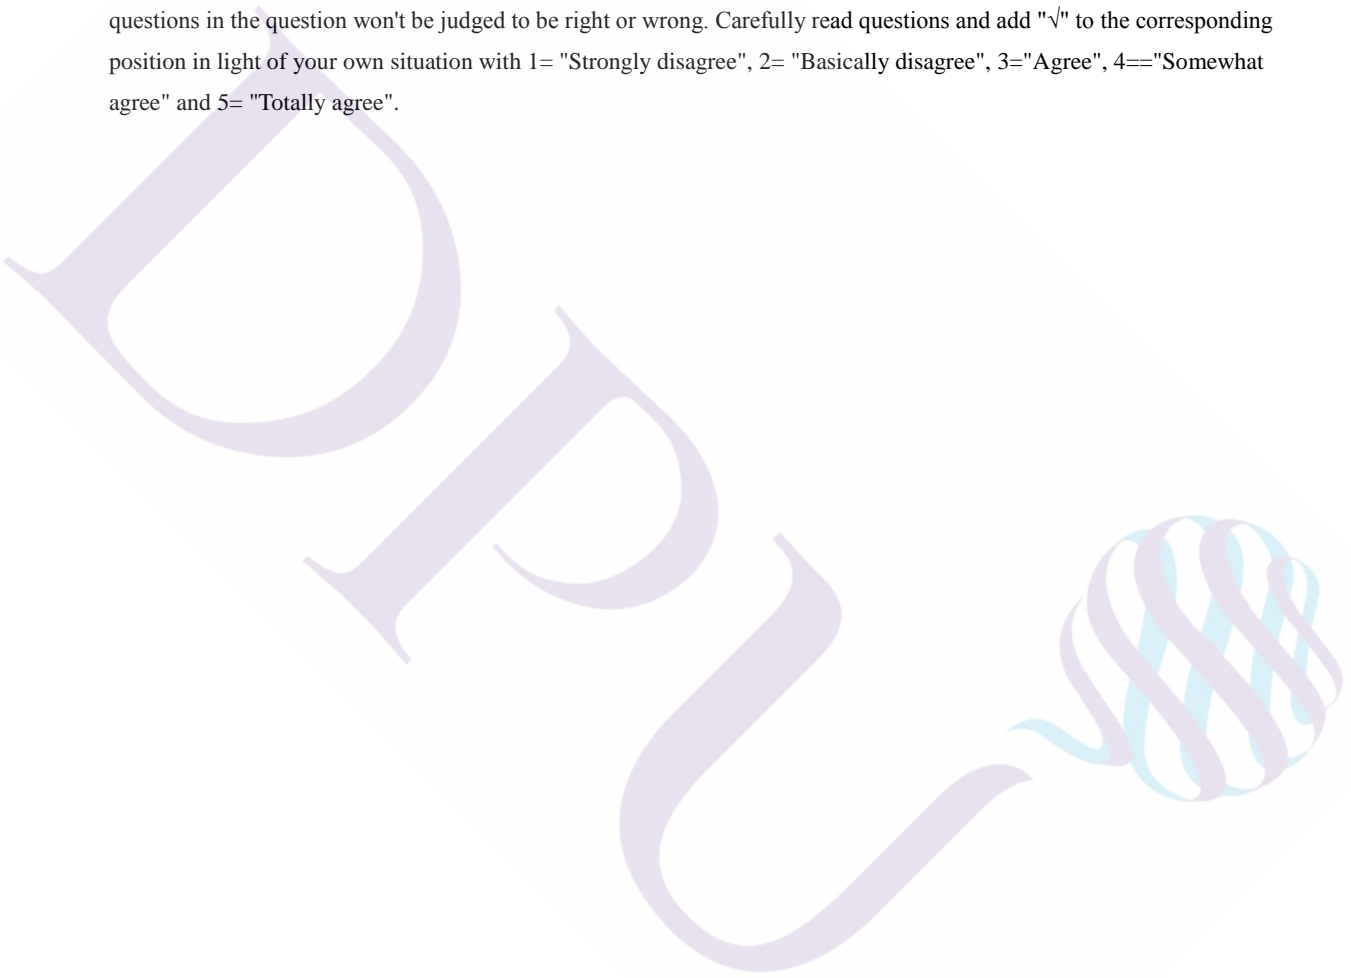 questions in the question won't be judged to be right or wrong. Carefully read questions and add "√" to the corresponding
position in light of your own situation with 1= "Strongly disagree", 2= "Basically disagree", 3="Agree", 4=="Somewhat
agree" and 5= "Totally agree".
DPU